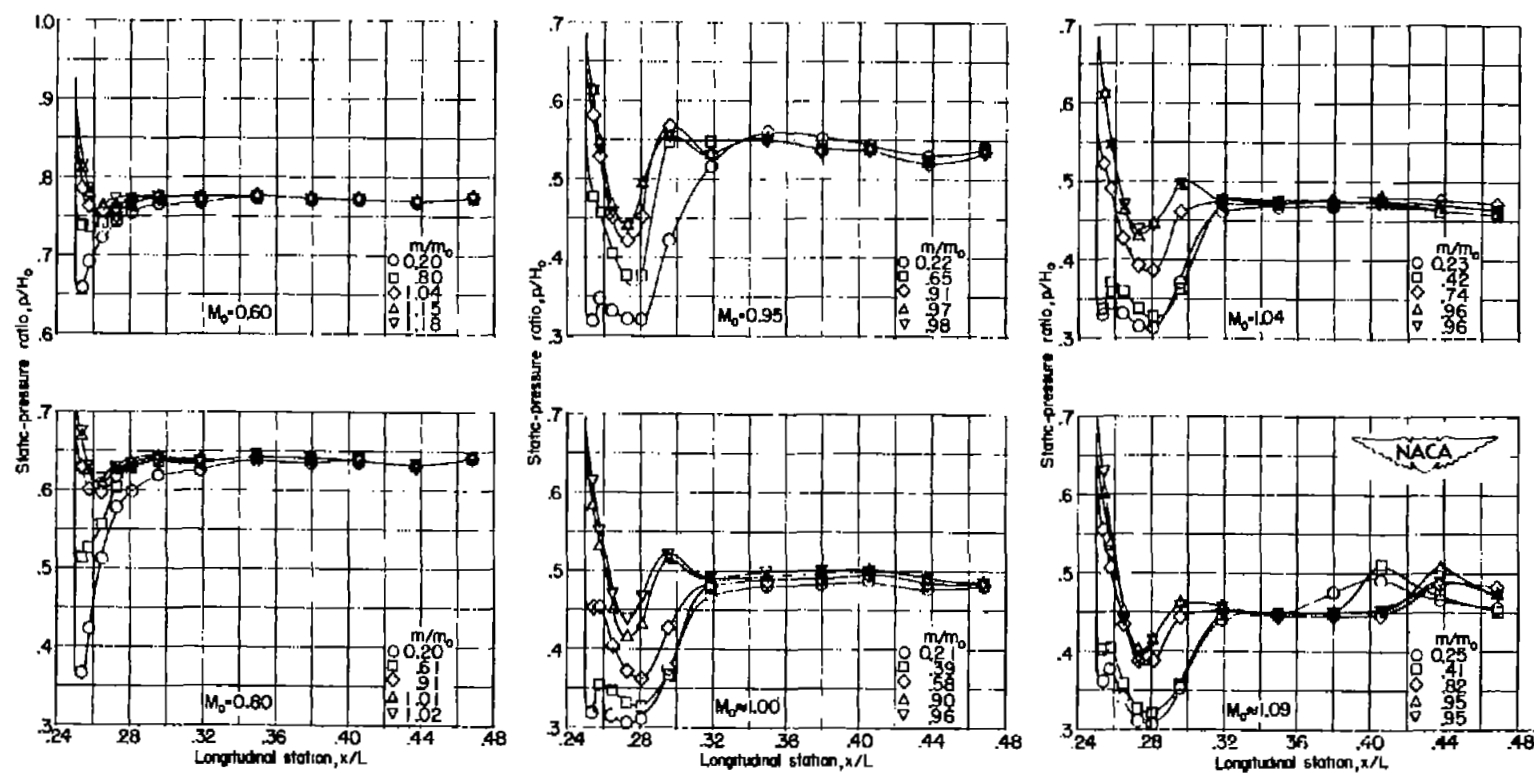 1.0
.9
.8
.7
.6
Static-pressure ratio, p/H₀
m/m₀
○ 0.20
□ .80
◇ 1.04
△ 1.15
▽ 1.18
M₀=0.60
.7
.6
.5
.4
.3
Static-pressure ratio, p/H₀
m/m₀
○ 0.22
□ .65
◇ .91
△ .97
▽ .98
M₀=0.95
.7
.6
.5
.4
.3
Static-pressure ratio, p/H₀
m/m₀
○ 0.23
□ .42
◇ .74
△ .96
▽ .96
M₀=1.04
.7
.6
.5
.4
.3
m/m₀
○ 0.20
□ .61
◇ .91
△ 1.01
▽ 1.02
M₀=0.80
.24 .28 .32 .36 .40 .44 .48
Longitudinal station, x/L
.7
.6
.5
.4
.3
m/m₀
○ 0.21
□ .39
◇ .58
△ .90
▽ .96
M₀≈1.00
.24 .28 .32 .36 .40 .44 .48
Longitudinal station, x/L
.7
.6
.5
.4
.3
NACA
m/m₀
○ 0.25
□ .41
◇ .82
△ .95
▽ .95
M₀≈1.09
.24 .28 .32 .36 .40 .44 .48
Longitudinal station, x/L